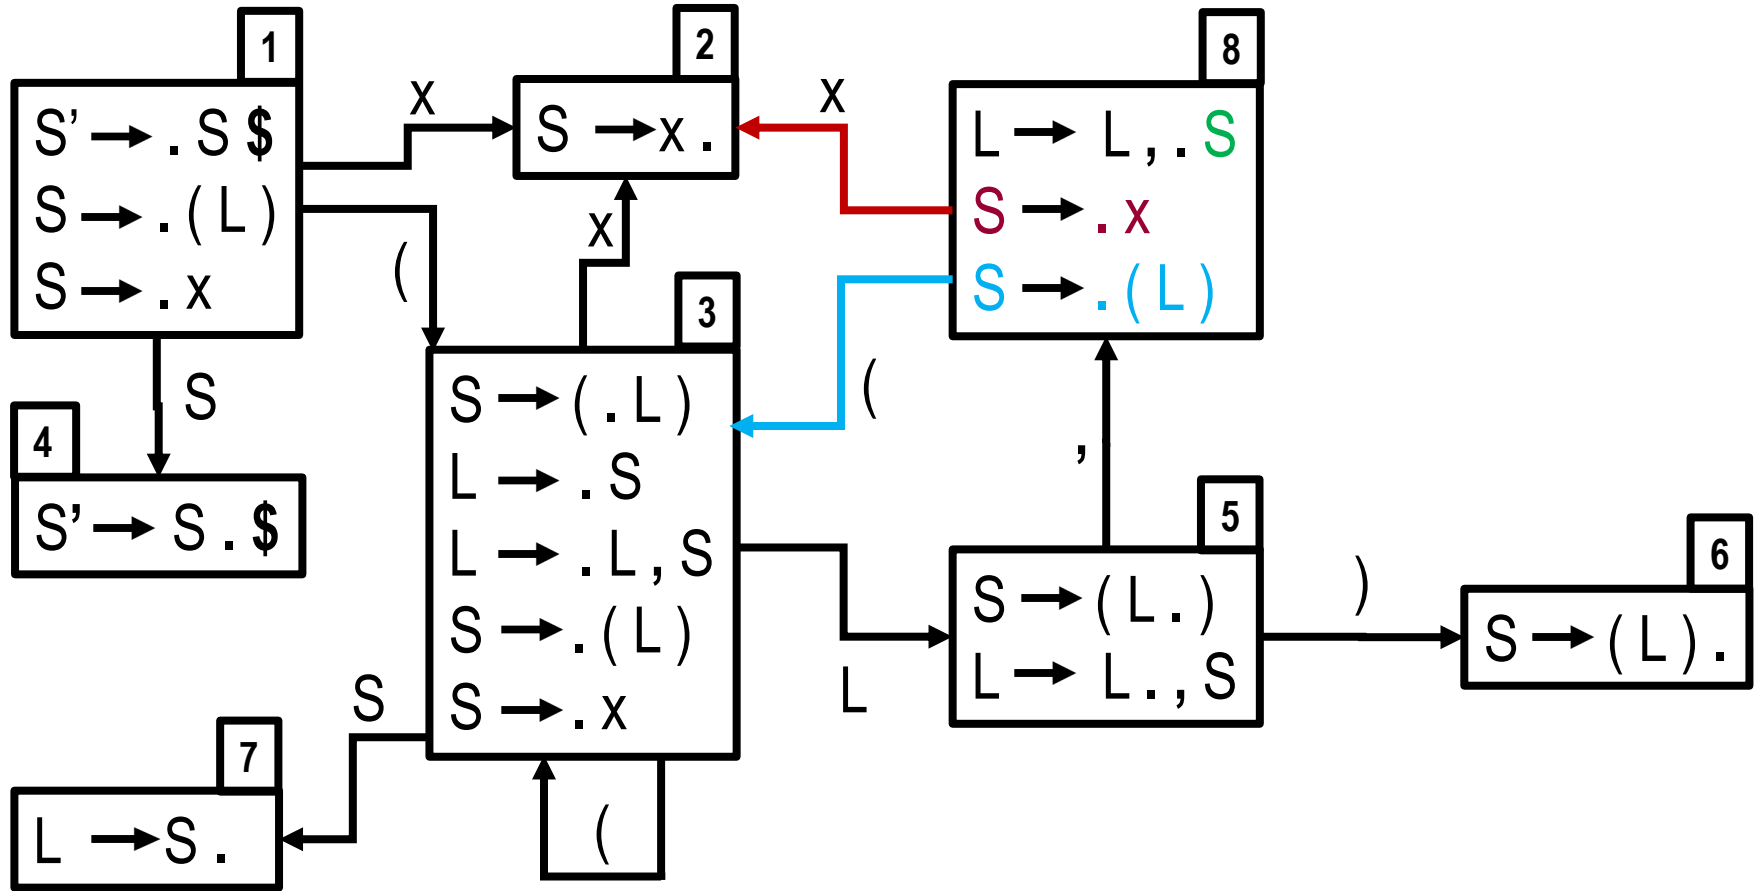 1
S' → . S $
S → . ( L )
S → . x
x
(
S
2
S → x .
x
x
8
L → L , . S
S → . x
S → . ( L )
(
3
S → ( . L )
L → . S
L → . L , S
S → . ( L )
S → . x
(
4
S' → S . $
,
5
S → ( L . )
L → L . , S
L
)
6
S → ( L ) .
S
7
L → S .